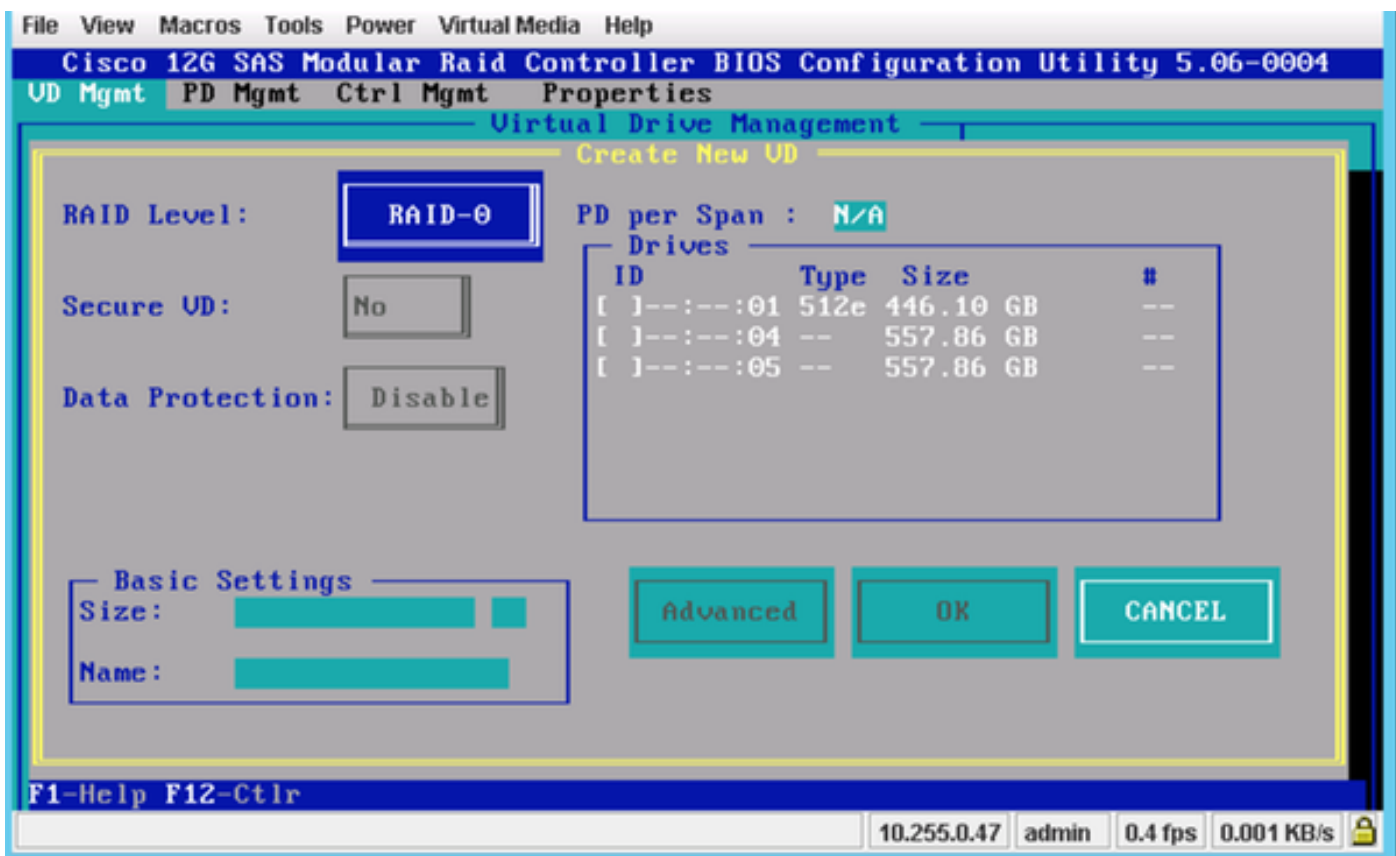 File View Macros Tools Power Virtual Media Help
Cisco 12G SAS Modular Raid Controller BIOS Configuration Utility 5.06-0004
VD Mgmt PD Mgmt Ctrl Mgmt Properties
Virtual Drive Management
Create New VD
RAID Level: RAID-0 PD per Span : N/A
Drives
ID Type Size #
Secure VD: No
[ ]--:--:01 512e 446.10 GB --
[ ]--:--:04 -- 557.86 GB --
[ ]--:--:05 -- 557.86 GB --
Data Protection: Disable
Basic Settings
Size:
Name:
Advanced OK CANCEL
F1-Help F12-Ctlr
10.255.0.47 admin 0.4 fps 0.001 KB/s